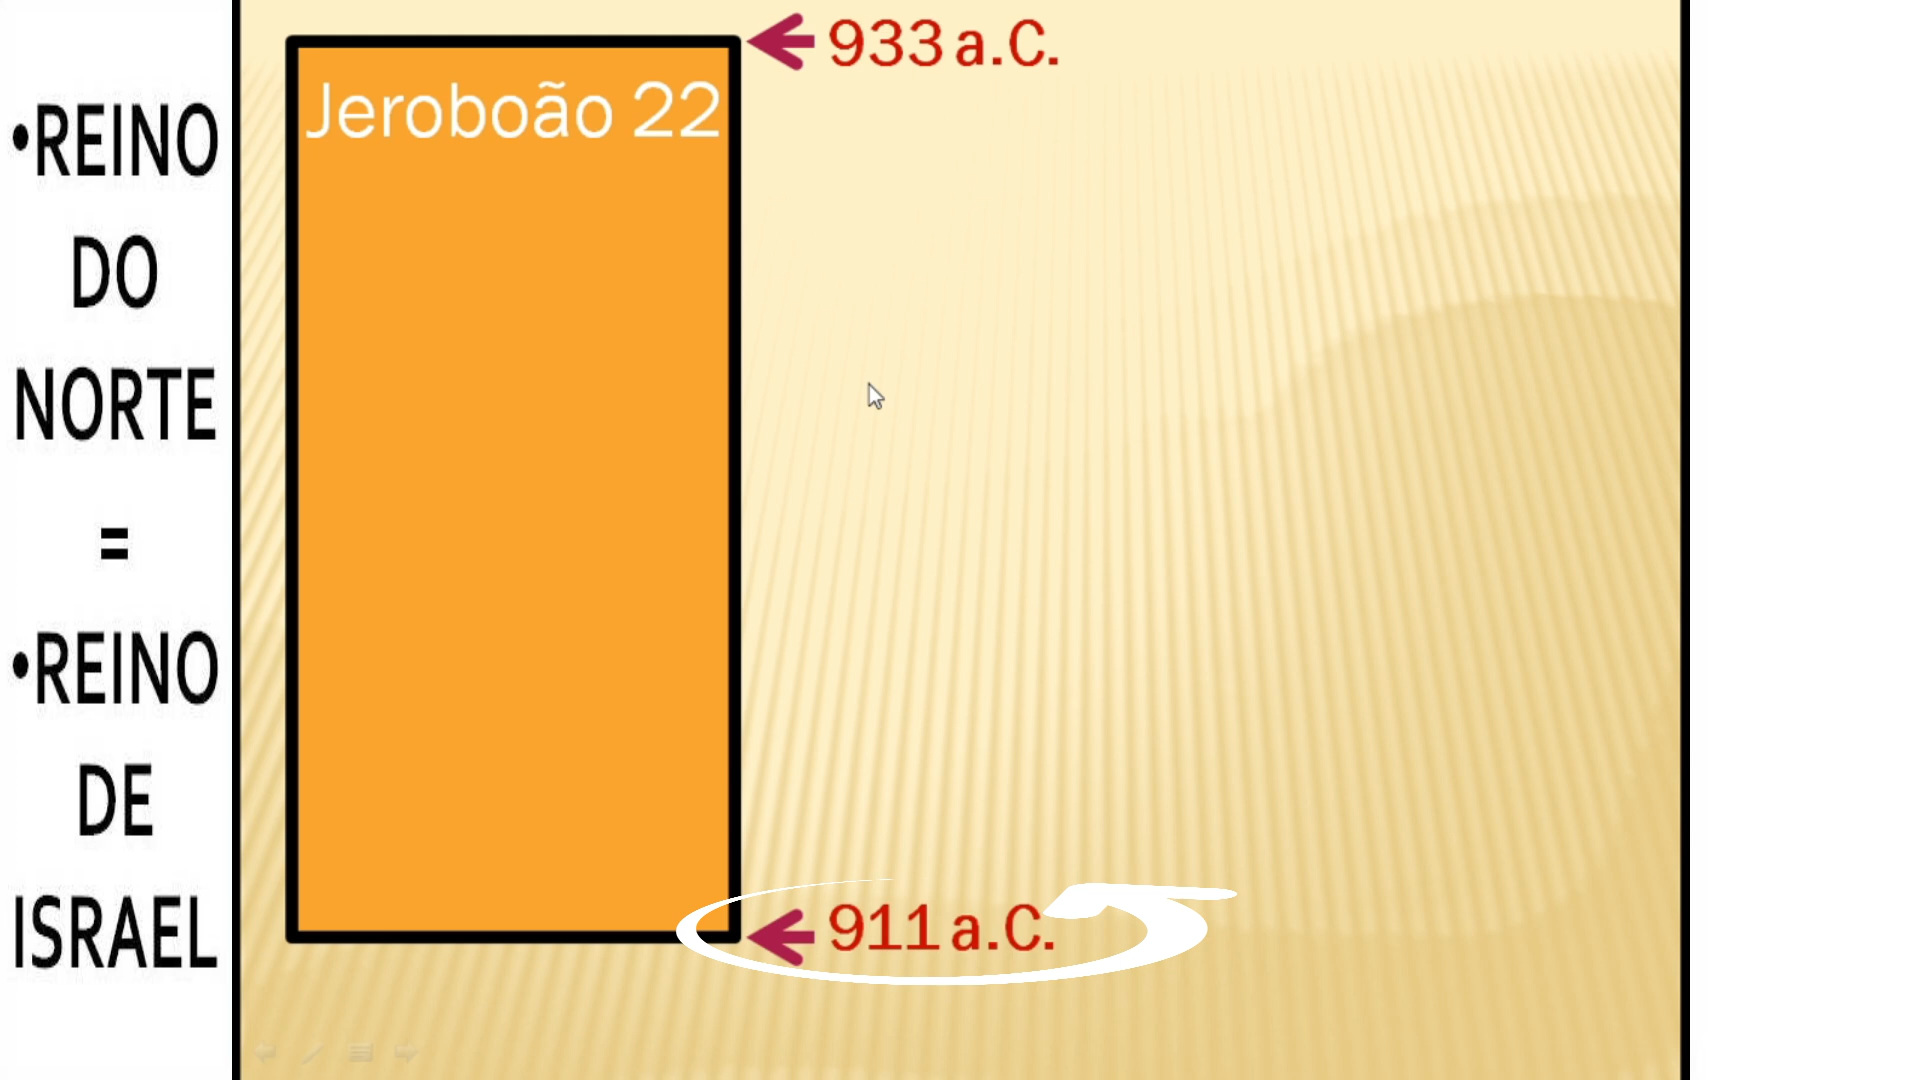 •REINO
DO
NORTE
=
•REINO
DE
ISRAEL
933 a.C.
Jeroboão 22
911 a.C.